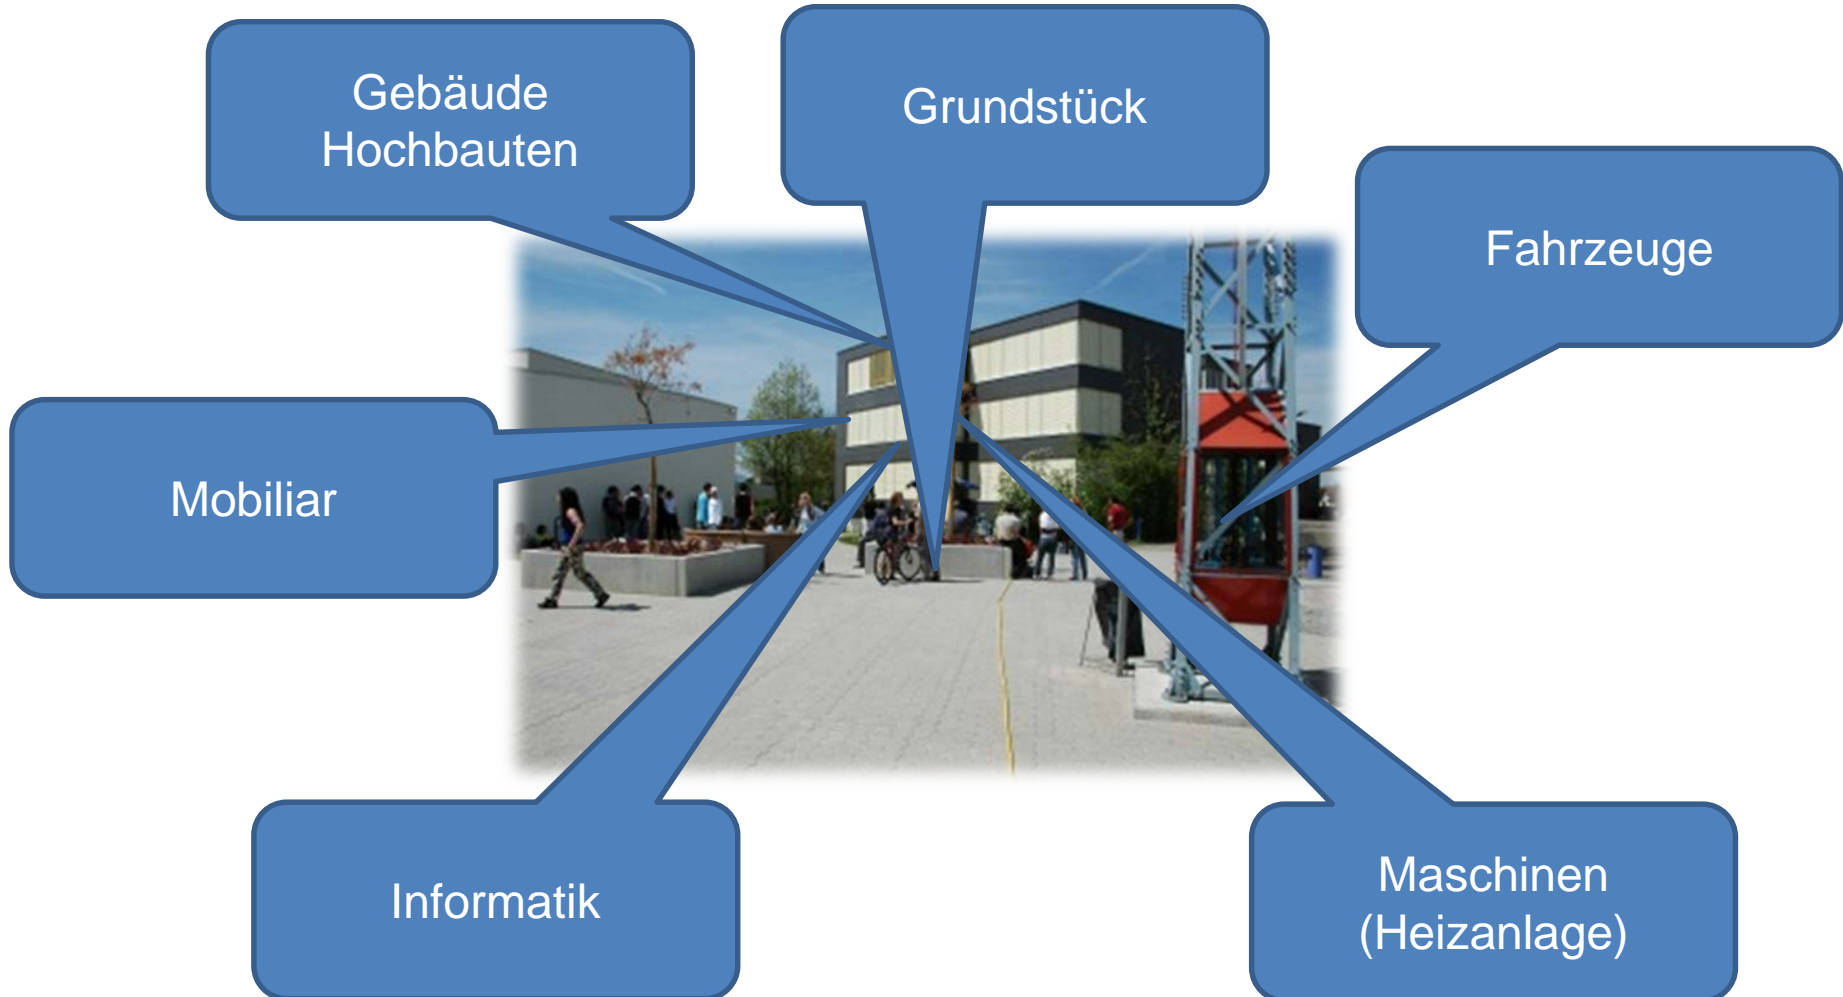 Gebäude
Hochbauten
Grundstück
Fahrzeuge
Mobiliar
Informatik
Maschinen
(Heizanlage)